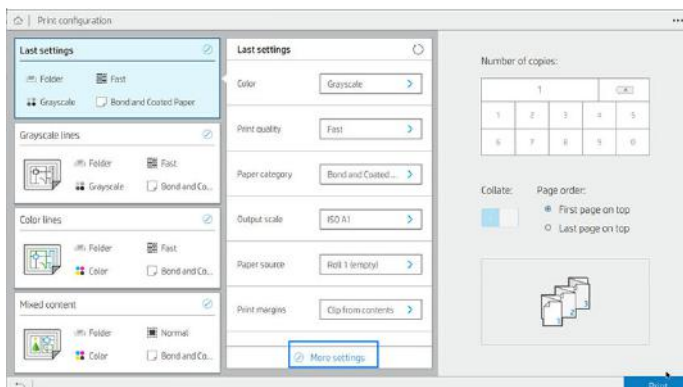 Print configuration
Last settings
Folder
Fast
Grayscale
Bond and Coated Paper
Grayscale lines
Folder
Fast
Grayscale
Bond and Co...
Color lines
Folder
Fast
Color
Bond and Co...
Mixed content
Folder
Normal
Color
Bond and Co...
Last settings
Color
Grayscale
Print quality
Fast
Paper category
Bond and Coated...
Output scale
ISO A1
Paper source
Roll 1 (empty)
Print margins
Clip from contents
More settings
Number of copies:
1
1 2 3 4 5
6 7 8 9 0
Collate:
Page order:
First page on top
Last page on top
1 2 3
Print